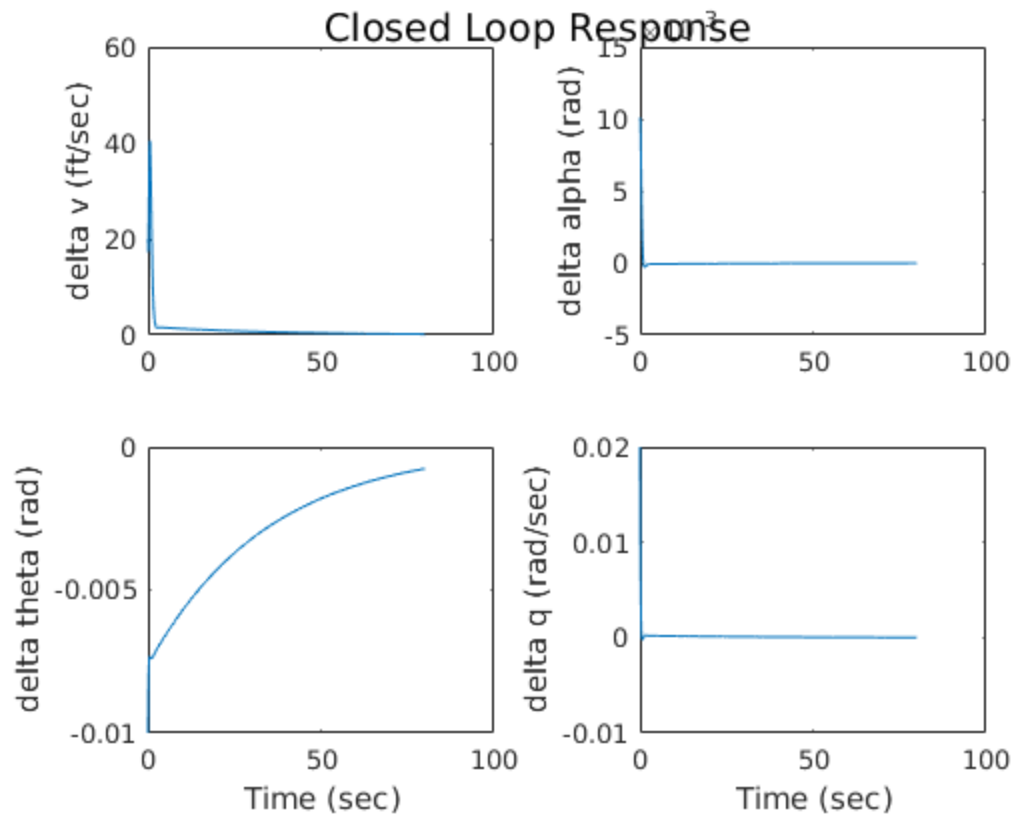 Closed Loop Response
×10⁻³
60
40
20
0
delta v (ft/sec)
0 50 100
15
10
5
0
-5
delta alpha (rad)
0 50 100
0
-0.005
-0.01
delta theta (rad)
0 50 100
Time (sec)
0.02
0.01
0
-0.01
delta q (rad/sec)
0 50 100
Time (sec)